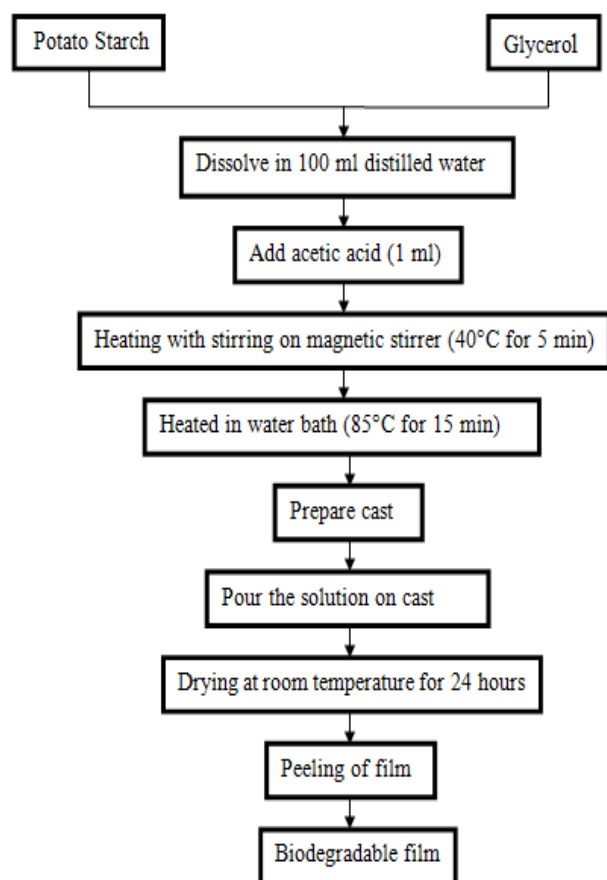 Potato Starch
Glycerol
Dissolve in 100 ml distilled water
Add acetic acid (1 ml)
Heating with stirring on magnetic stirrer (40°C for 5 min)
Heated in water bath (85°C for 15 min)
Prepare cast
Pour the solution on cast
Drying at room temperature for 24 hours
Peeling of film
Biodegradable film